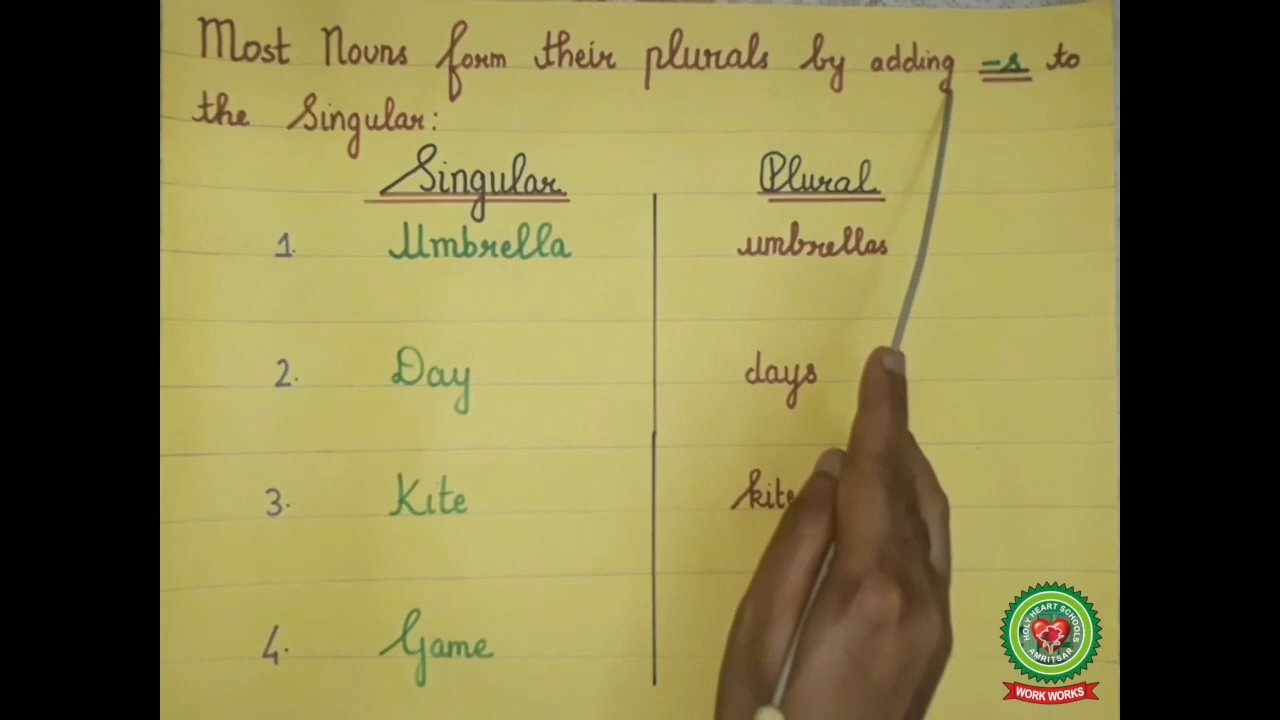 Most Nouns form their plurals by adding -s to
the Singular:
Singular Plural
1. Umbrella umbrellas
2. Day days
3. Kite kite
4. Game
HOLY HEART SCHOOLS
AMRITSAR
WORK WORKS